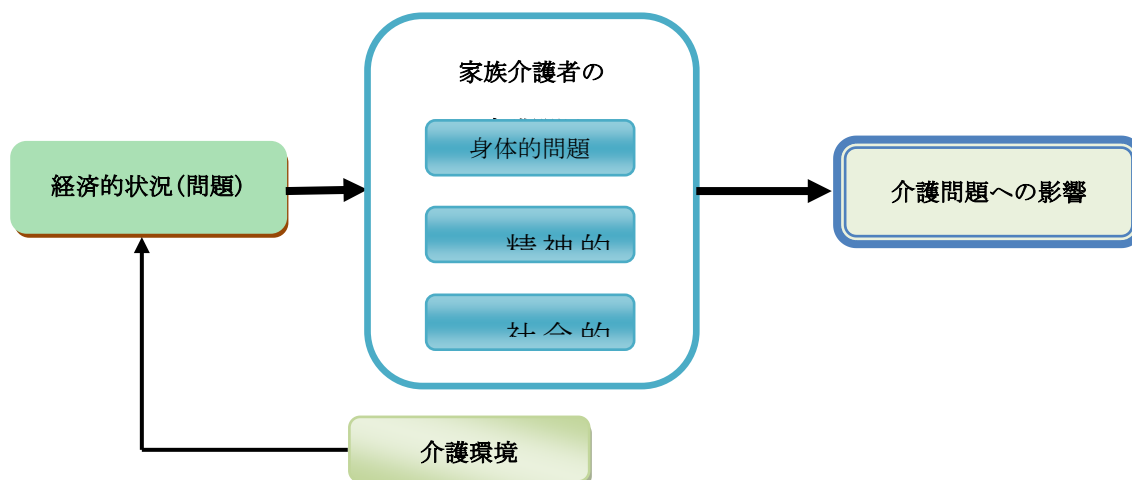 家族介護者の
身体的問題
経済的状況(問題)
介護問題への影響
精神的
社会的
介護環境